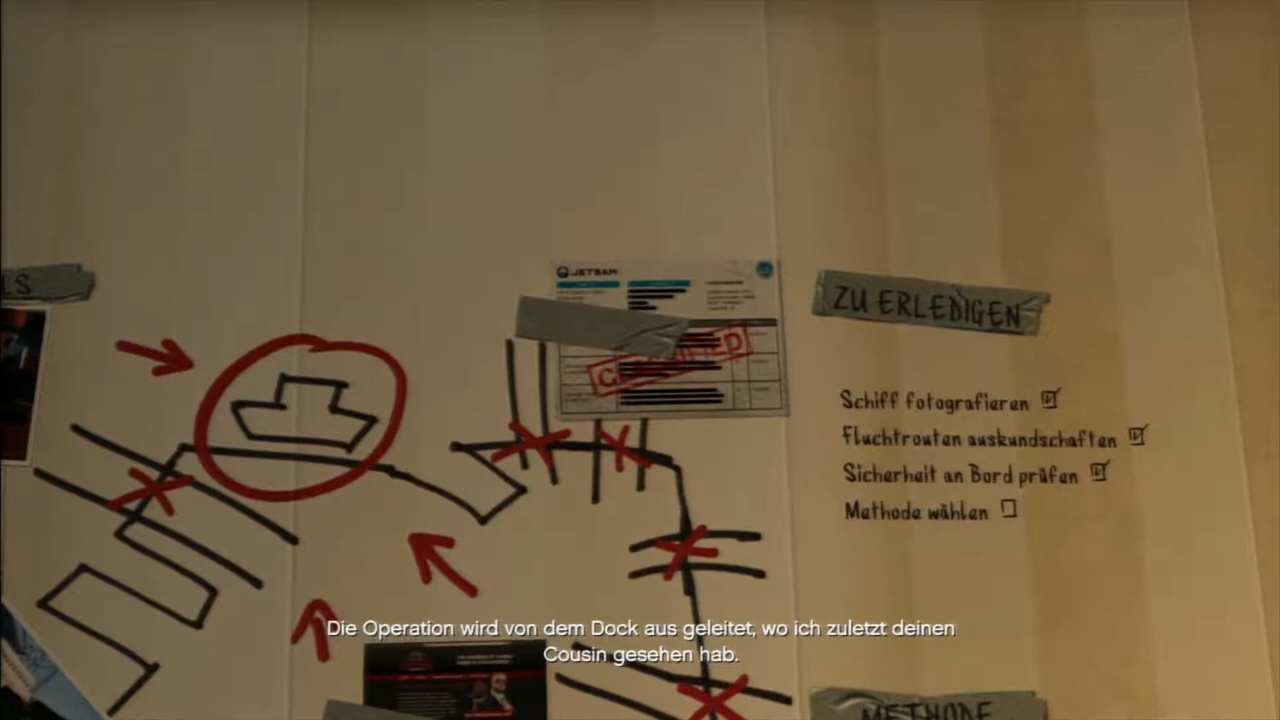 JETSAM
LS
ZU ERLEDIGEN
CLASSIFIED
Schiff fotografieren
Fluchtrouten auskundschaften
Sicherheit an Bord prüfen
Methode wählen
Die Operation wird von dem Dock aus geleitet, wo ich zuletzt deinen
Cousin gesehen hab.
METHODE